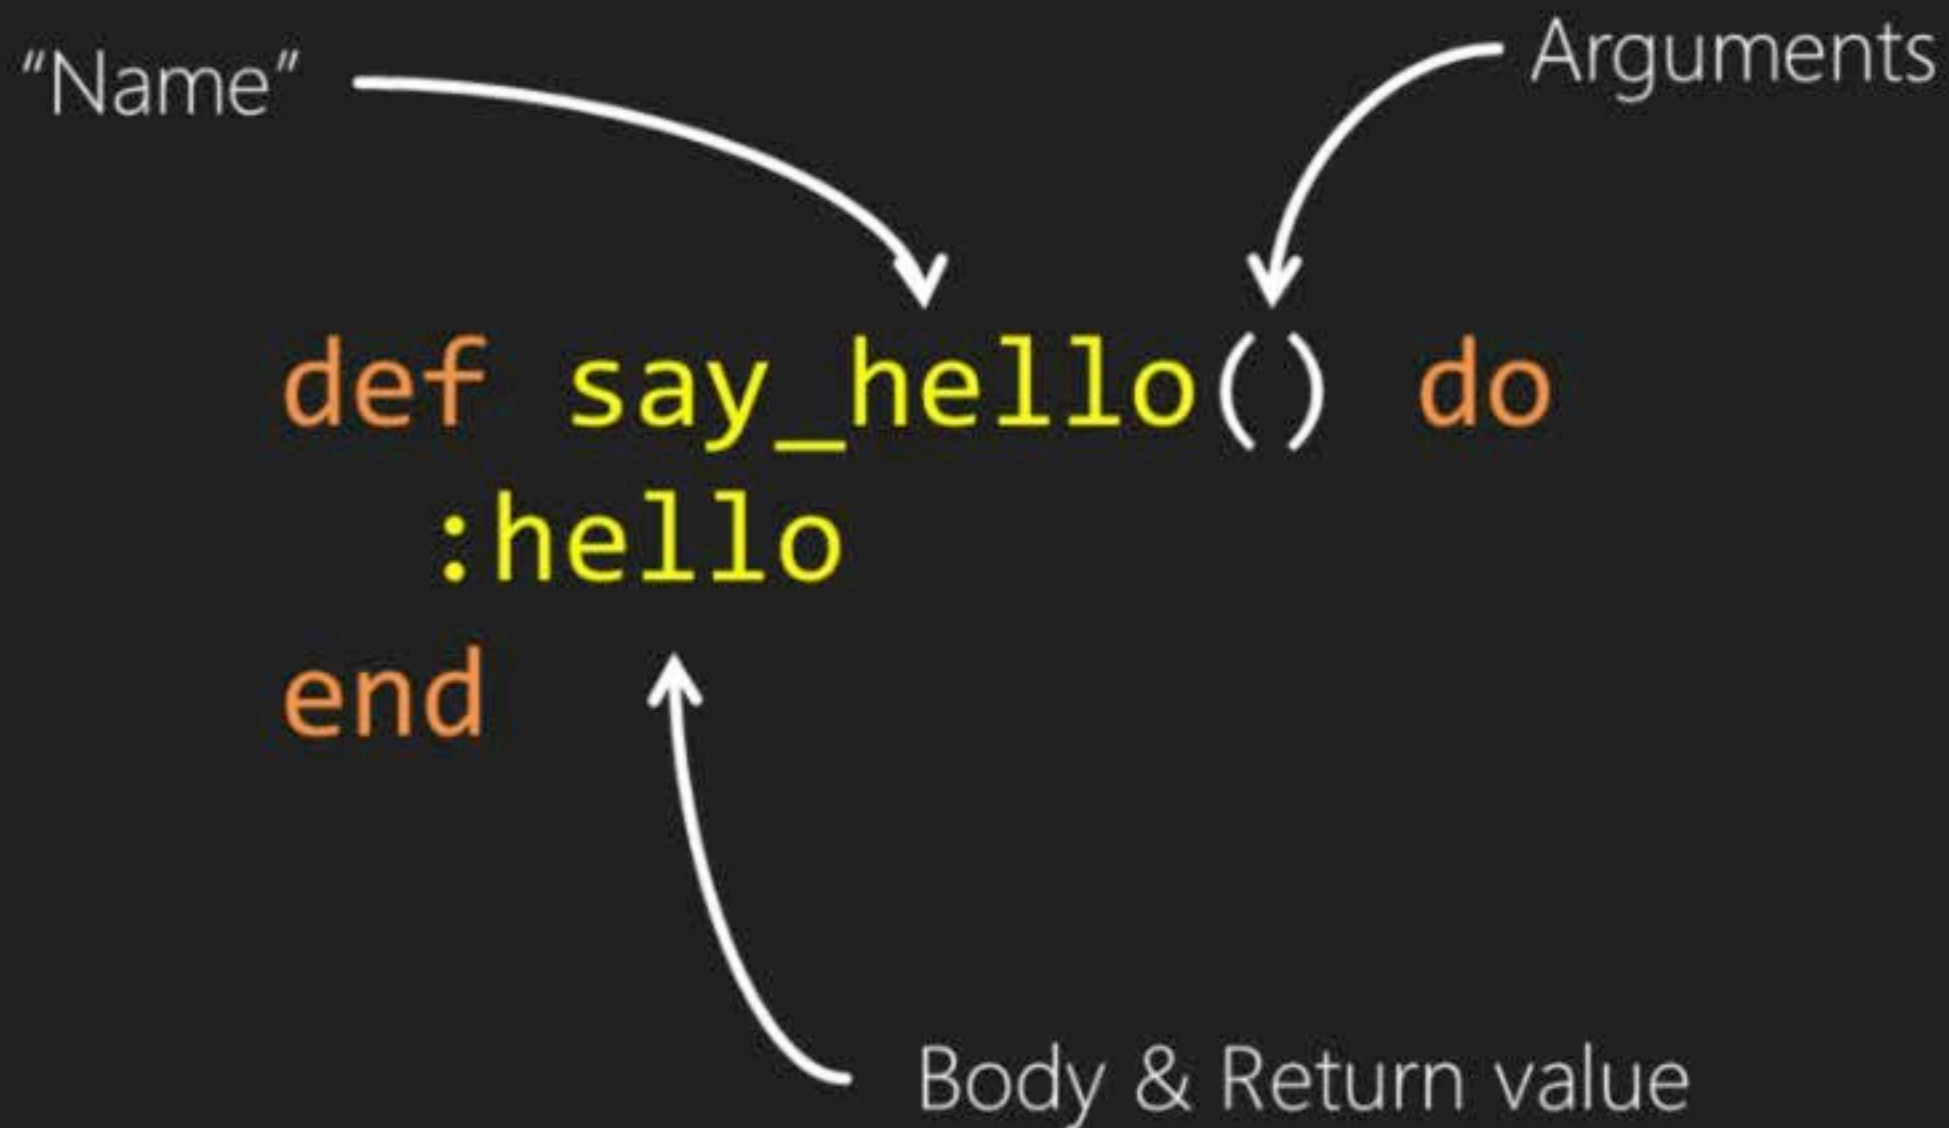 “Name”
Arguments
def say_hello() do
:hello
end
Body & Return value